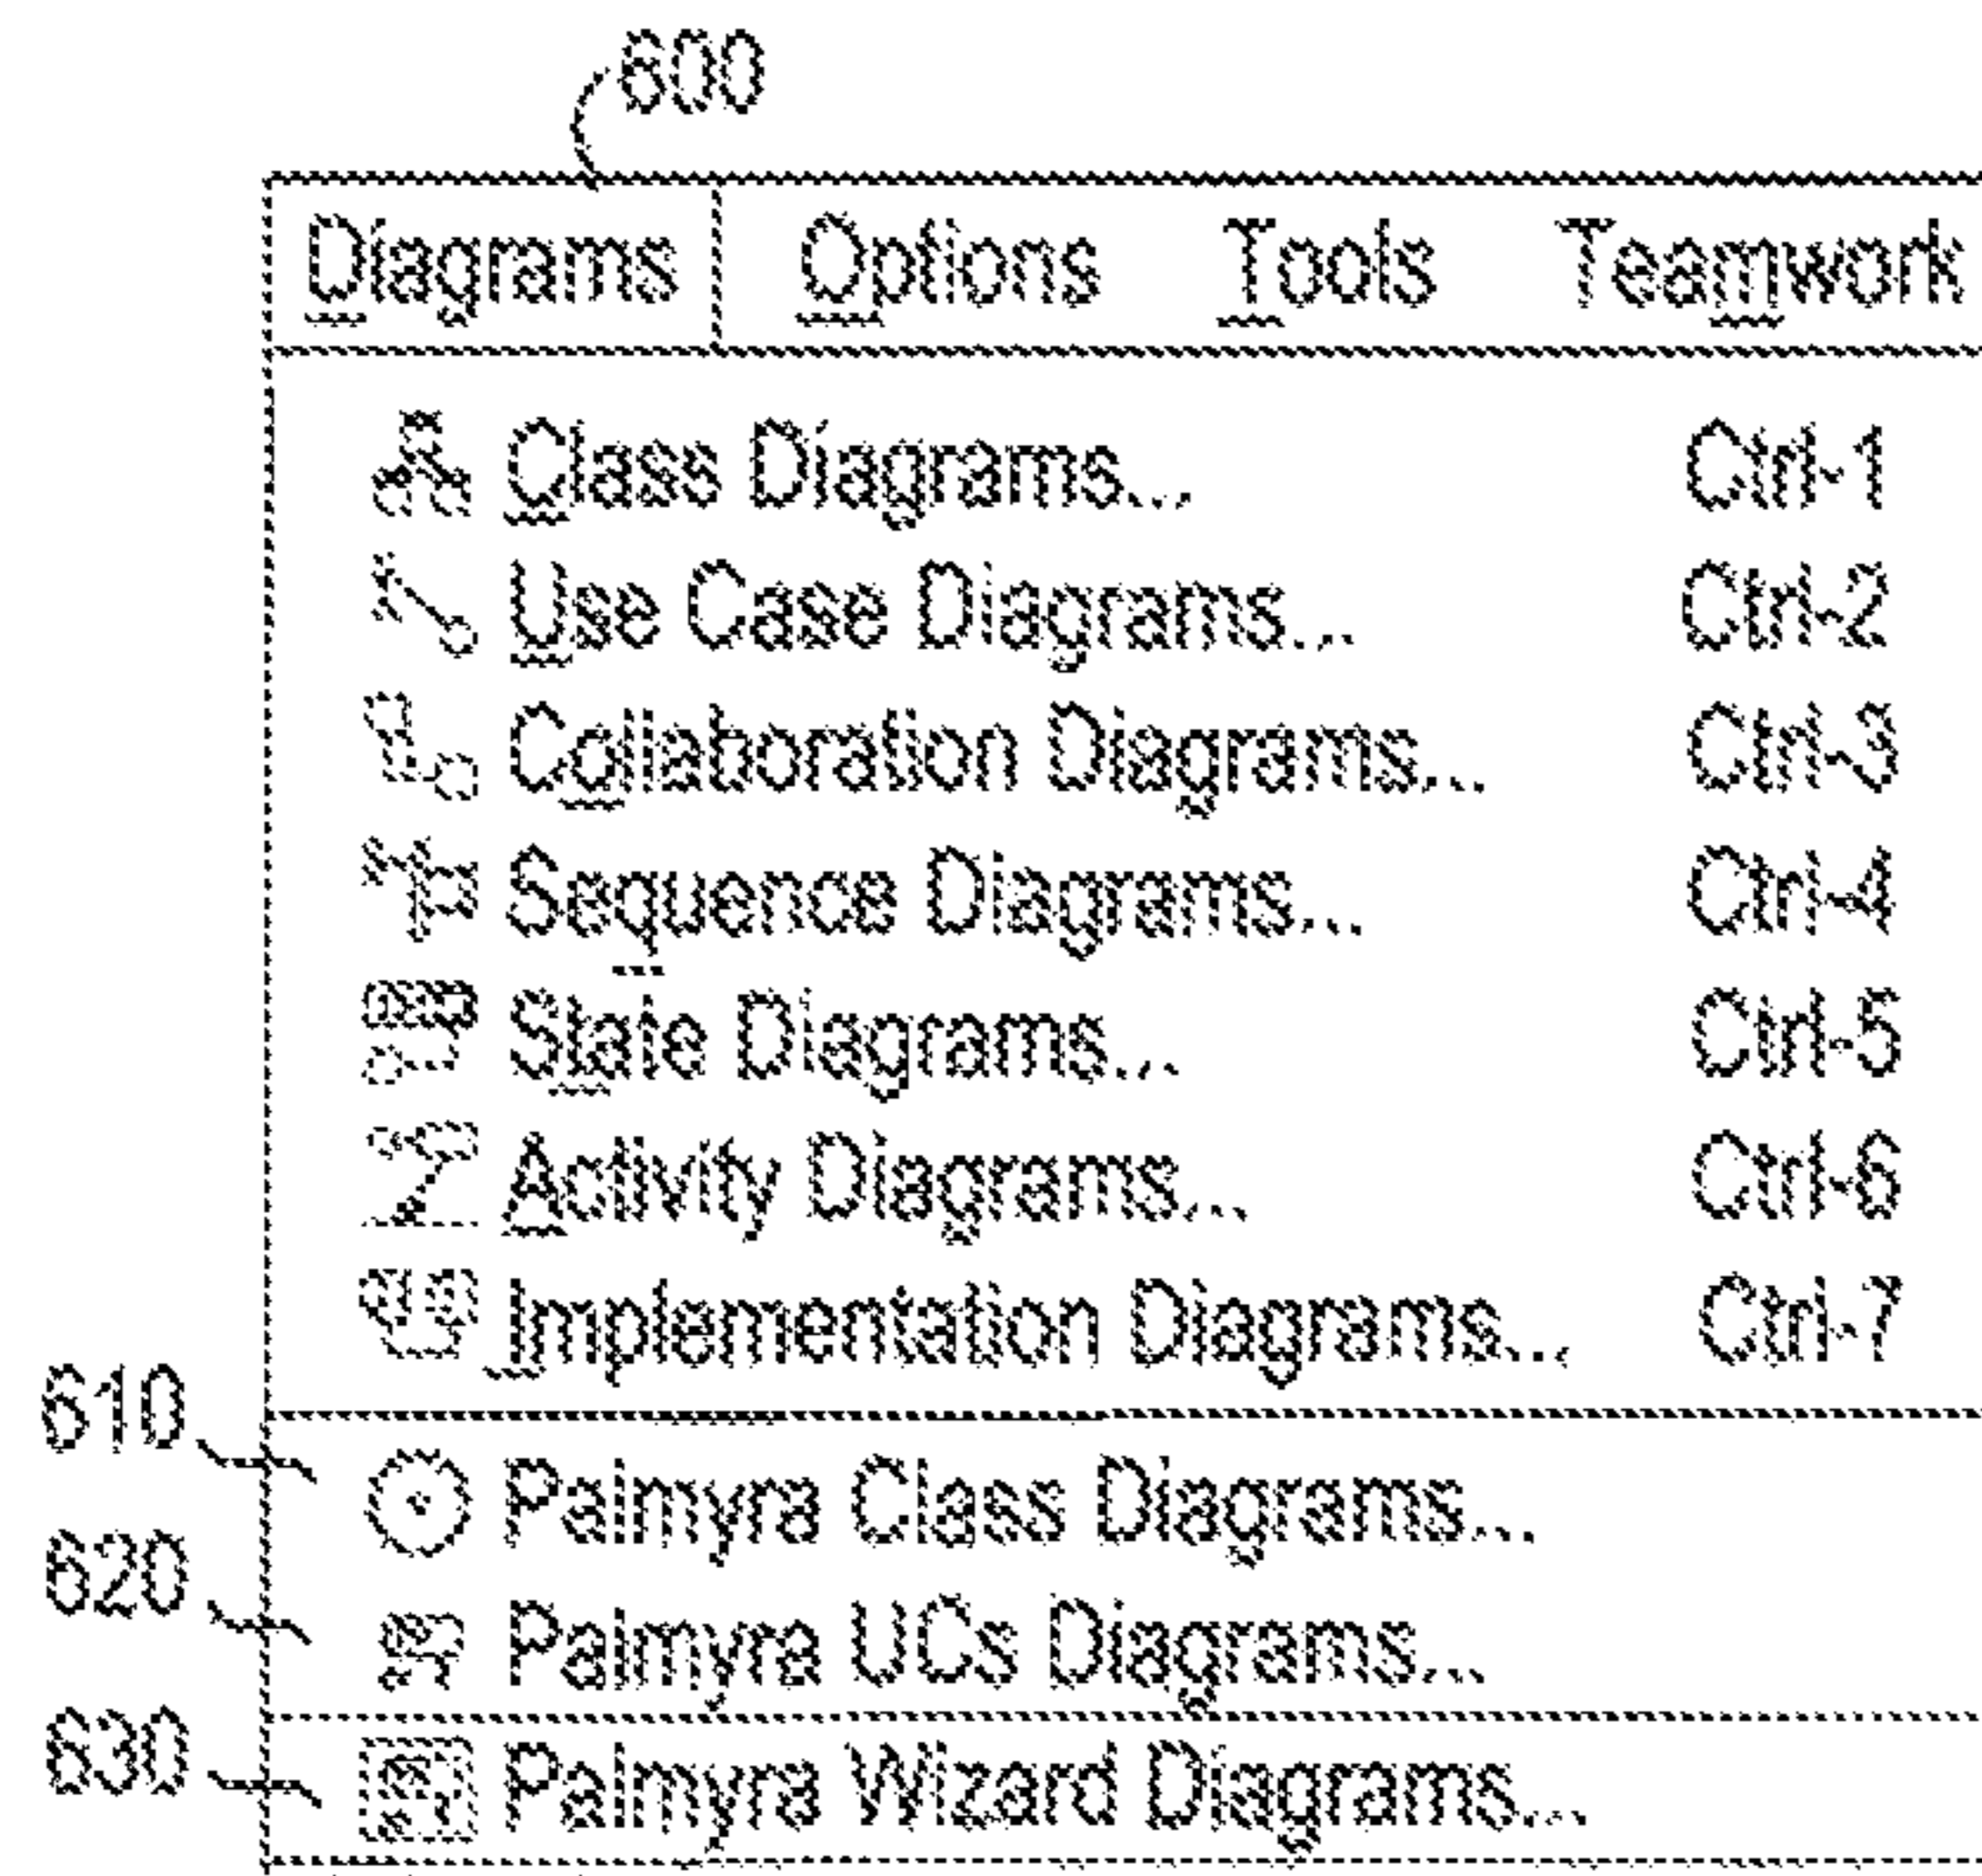 600
Diagrams Options Tools Teamwork
Class Diagrams... Ctrl-1
Use Case Diagrams... Ctrl-2
Collaboration Diagrams... Ctrl-3
Sequence Diagrams... Ctrl-4
State Diagrams... Ctrl-5
Activity Diagrams... Ctrl-6
Implementation Diagrams... Ctrl-7
610 Palmyra Class Diagrams...
620 Palmyra UCs Diagrams...
630 Palmyra Wizard Diagrams...